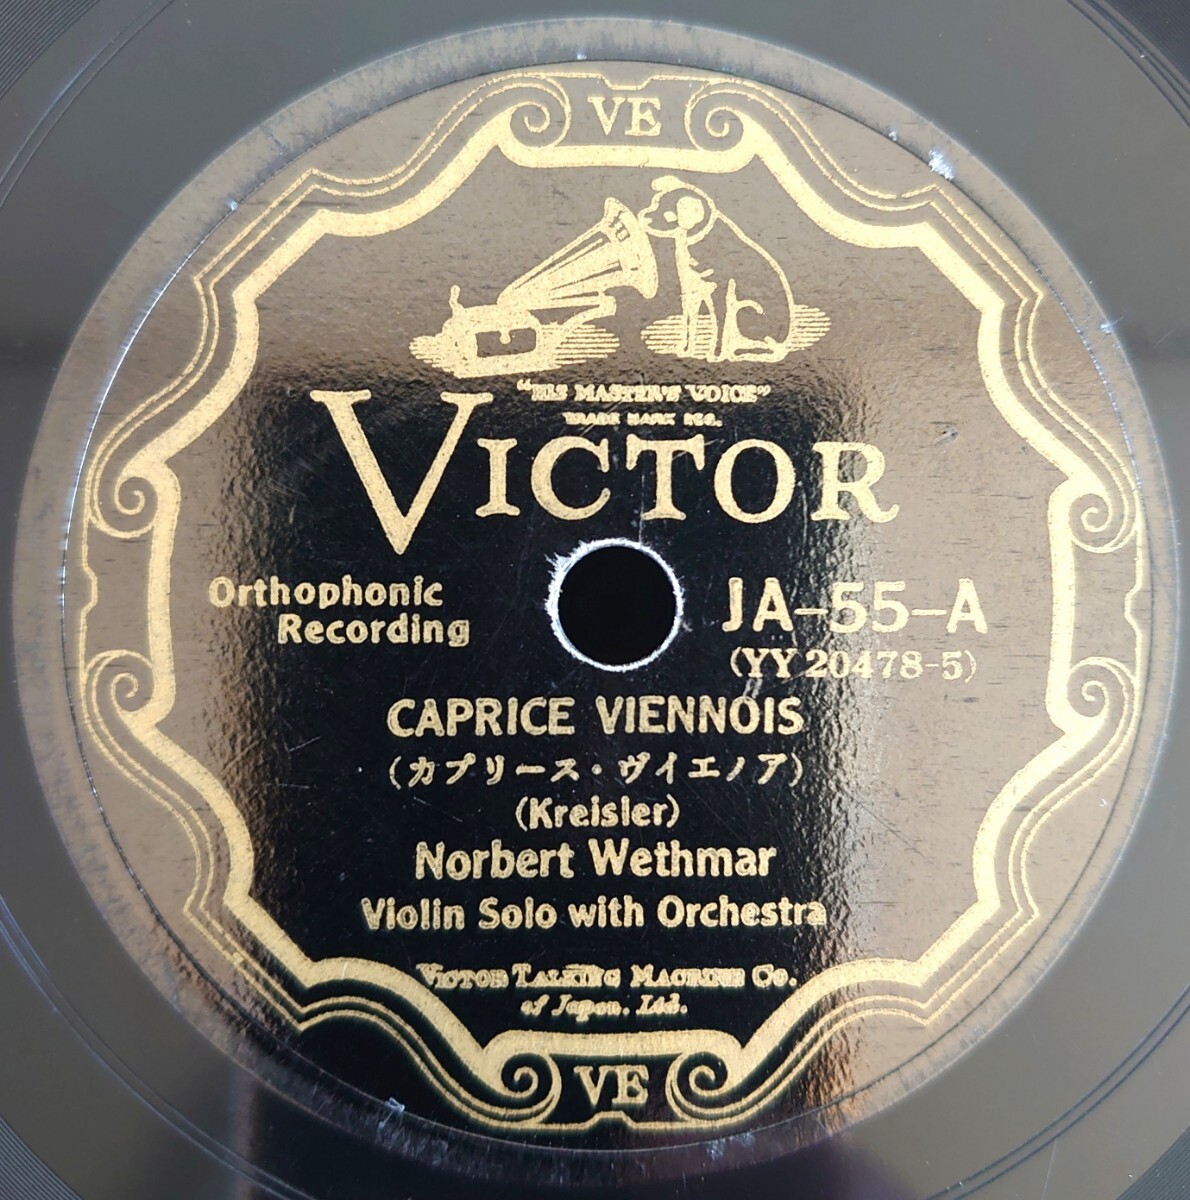 VE
"HIS MASTER'S VOICE"
TRADE MARK REG.
VICTOR
Orthophonic
Recording
JA-55-A
(YY 20478-5)
CAPRICE VIENNOIS
(カプリース・ヴイエノア)
(Kreisler)
Norbert Wethmar
Violin Solo with Orchestra
VICTOR TALKING MACHINE CO.
of Japan, Ltd.
VE